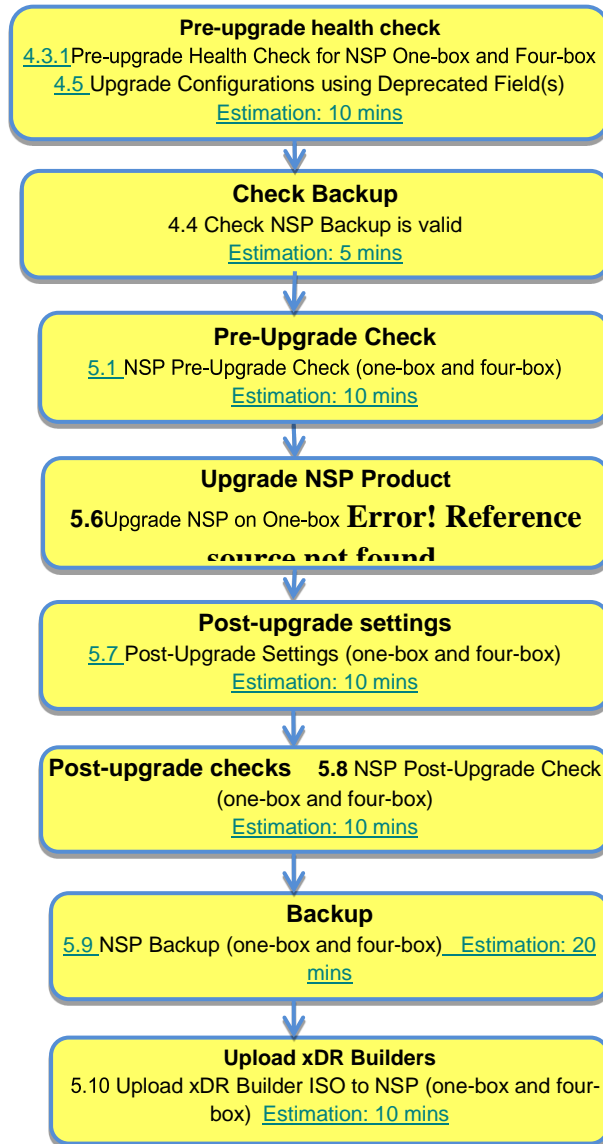 Pre-upgrade health check
4.3.1Pre-upgrade Health Check for NSP One-box and Four-box
4.5 Upgrade Configurations using Deprecated Field(s)
Estimation: 10 mins
Check Backup
4.4 Check NSP Backup is valid
Estimation: 5 mins
Pre-Upgrade Check
5.1 NSP Pre-Upgrade Check (one-box and four-box)
Estimation: 10 mins
Upgrade NSP Product
5.6Upgrade NSP on One-box Error! Reference
source not found
Post-upgrade settings
5.7 Post-Upgrade Settings (one-box and four-box)
Estimation: 10 mins
Post-upgrade checks 5.8 NSP Post-Upgrade Check
(one-box and four-box)
Estimation: 10 mins
Backup
5.9 NSP Backup (one-box and four-box) Estimation: 20
mins
Upload xDR Builders
5.10 Upload xDR Builder ISO to NSP (one-box and four-
box) Estimation: 10 mins